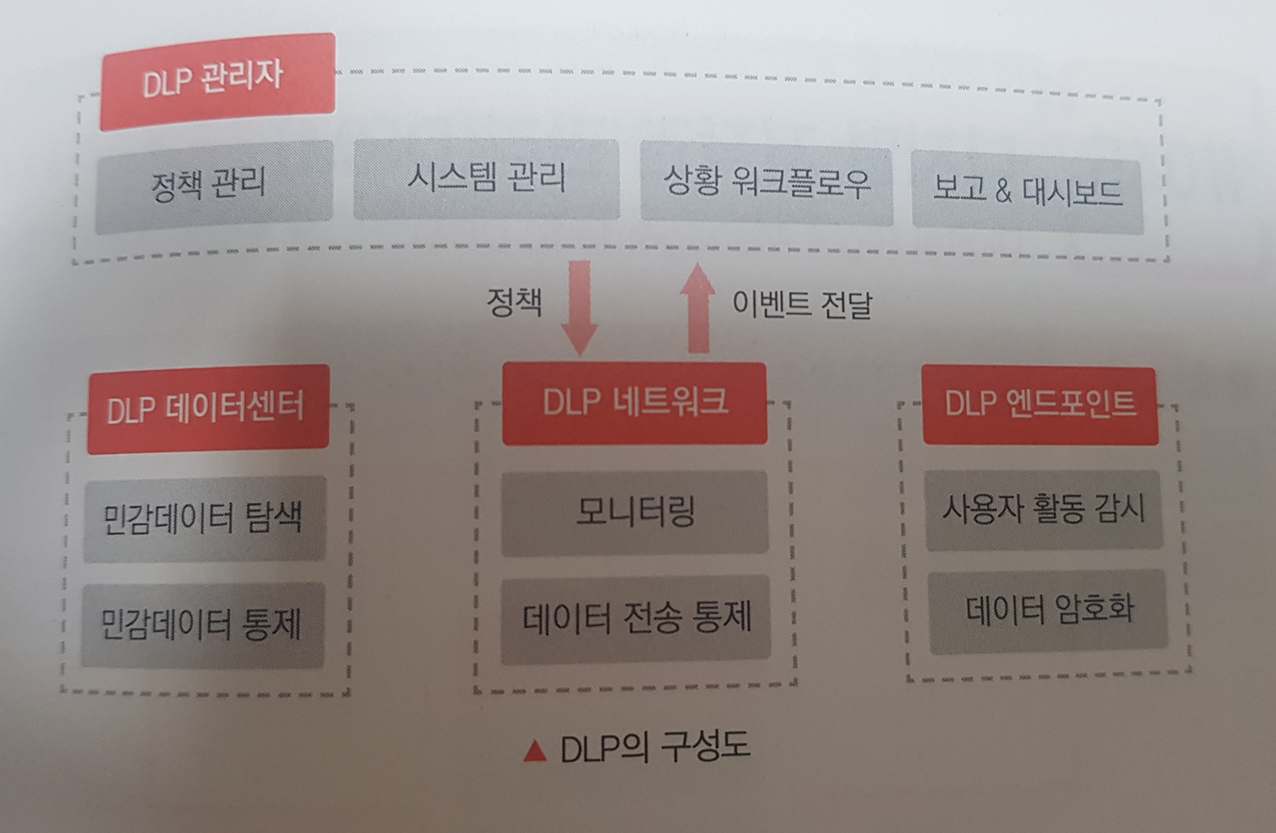 DLP 관리자
정책 관리
시스템 관리
상황 워크플로우
보고 & 대시보드
정책
이벤트 전달
DLP 데이터센터
민감데이터 탐색
민감데이터 통제
DLP 네트워크
모니터링
데이터 전송 통제
DLP 엔드포인트
사용자 활동 감시
데이터 암호화
▲ DLP의 구성도